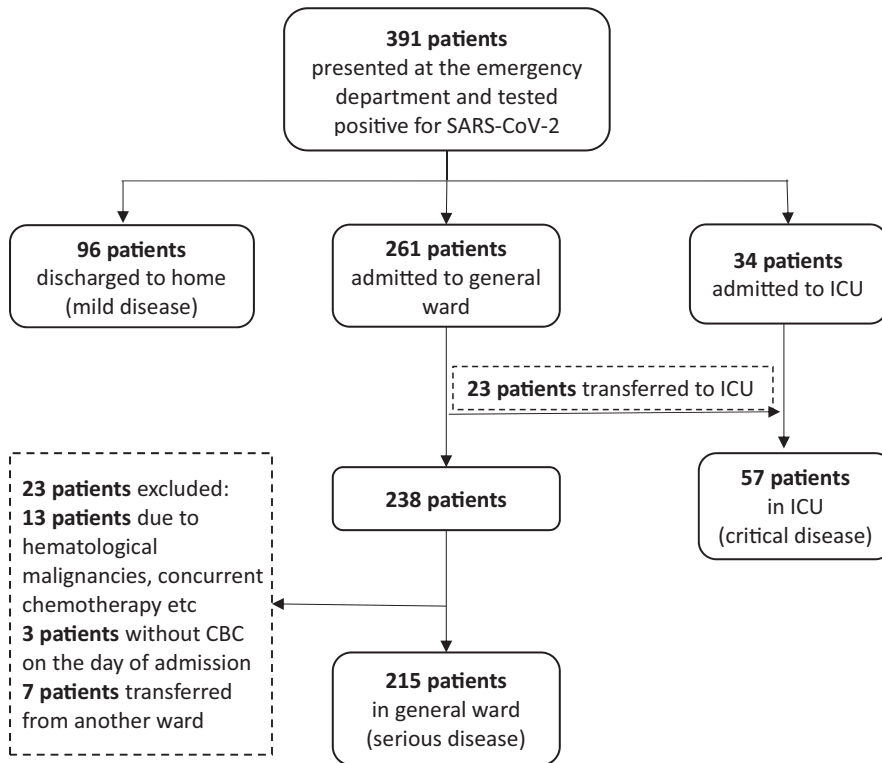 391 patients
presented at the emergency
department and tested
positive for SARS-CoV-2
96 patients
discharged to home
(mild disease)
261 patients
admitted to general
ward
34 patients
admitted to ICU
23 patients transferred to ICU
23 patients excluded:
13 patients due to
hematological
malignancies, concurrent
chemotherapy etc
3 patients without CBC
on the day of admission
7 patients transferred
from another ward
238 patients
57 patients
in ICU
(critical disease)
215 patients
in general ward
(serious disease)